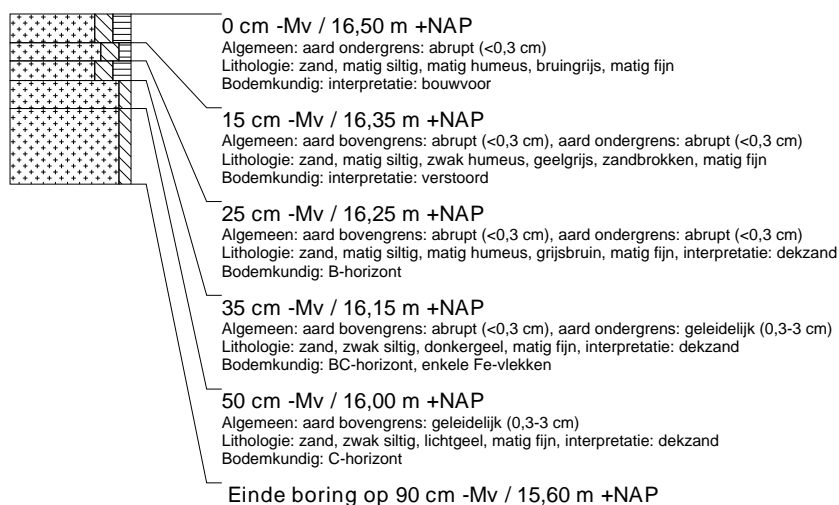 0 cm -Mv / 16,50 m +NAP
Algemeen: aard ondergrens: abrupt (<0,3 cm)
Lithologie: zand, matig siltig, matig humeus, bruingrijs, matig fijn
Bodemkundig: interpretatie: bouwvoor
15 cm -Mv / 16,35 m +NAP
Algemeen: aard bovengrens: abrupt (<0,3 cm), aard ondergrens: abrupt (<0,3 cm)
Lithologie: zand, matig siltig, zwak humeus, geelgrijs, zandbrokken, matig fijn
Bodemkundig: interpretatie: verstoord
25 cm -Mv / 16,25 m +NAP
Algemeen: aard bovengrens: abrupt (<0,3 cm), aard ondergrens: abrupt (<0,3 cm)
Lithologie: zand, matig siltig, matig humeus, grijsbruin, matig fijn, interpretatie: dekzand
Bodemkundig: B-horizont
35 cm -Mv / 16,15 m +NAP
Algemeen: aard bovengrens: abrupt (<0,3 cm), aard ondergrens: geleidelijk (0,3-3 cm)
Lithologie: zand, zwak siltig, donkergeel, matig fijn, interpretatie: dekzand
Bodemkundig: BC-horizont, enkele Fe-vlekken
50 cm -Mv / 16,00 m +NAP
Algemeen: aard bovengrens: geleidelijk (0,3-3 cm)
Lithologie: zand, zwak siltig, lichtgeel, matig fijn, interpretatie: dekzand
Bodemkundig: C-horizont
Einde boring op 90 cm -Mv / 15,60 m +NAP